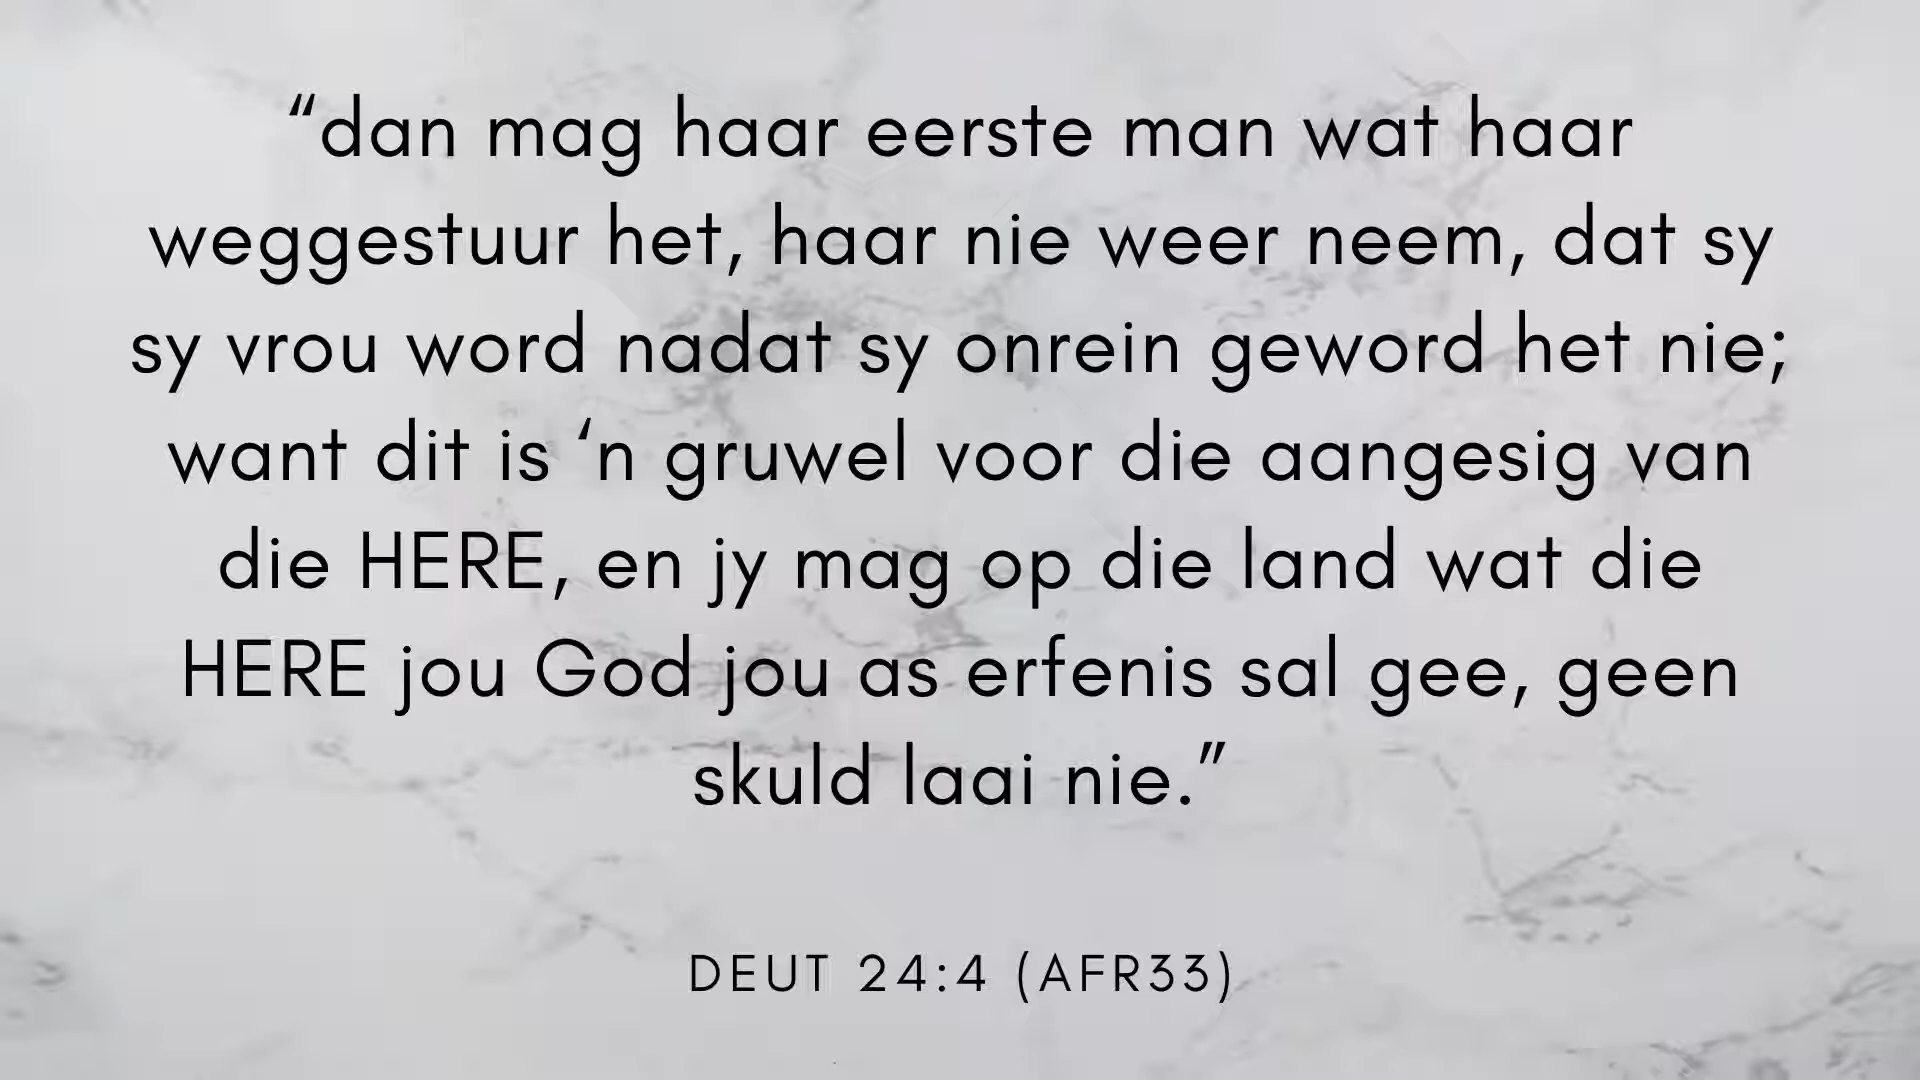 “dan mag haar eerste man wat haar
weggestuur het, haar nie weer neem, dat sy
sy vrou word nadat sy onrein geword het nie;
want dit is ‘n gruwel voor die aangesig van
die HERE, en jy mag op die land wat die
HERE jou God jou as erfenis sal gee, geen
skuld laai nie.”
DEUT 24:4 (AFR33)